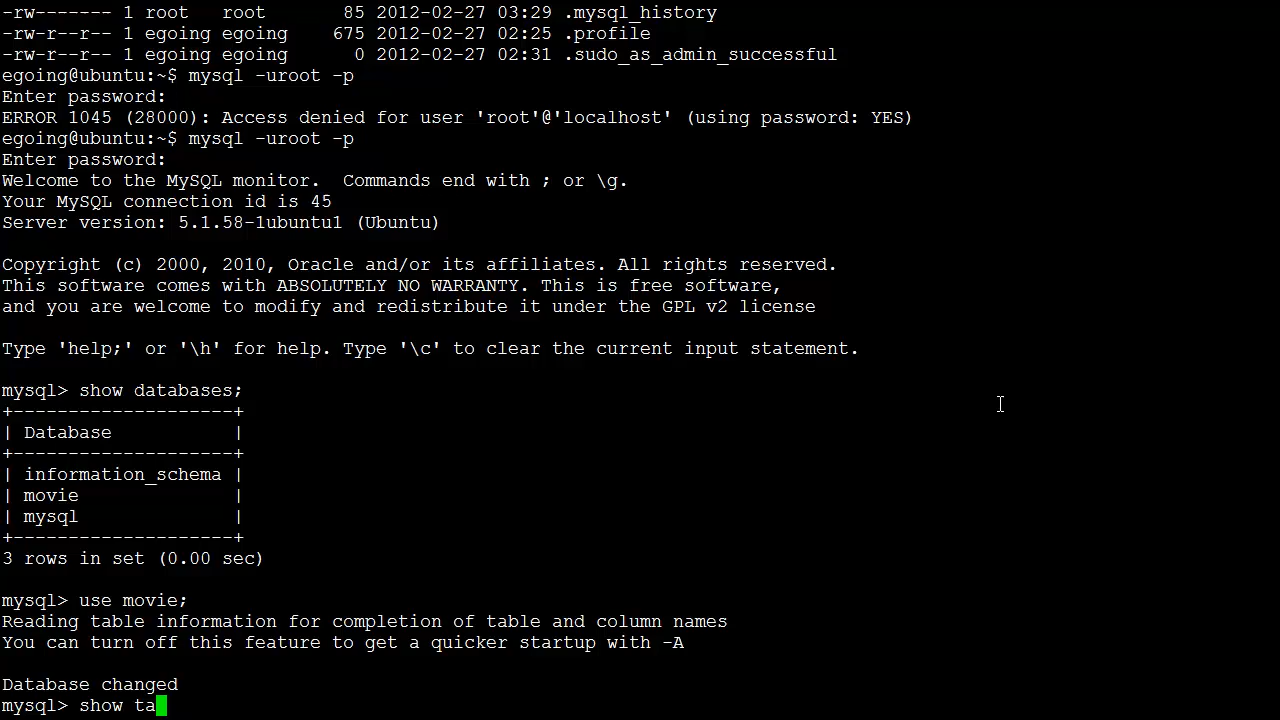 -rw------- 1 root   root       85 2012-02-27 03:29 .mysql_history
-rw-r--r-- 1 egoing egoing    675 2012-02-27 02:25 .profile
-rw-r--r-- 1 egoing egoing      0 2012-02-27 02:31 .sudo_as_admin_successful
egoing@ubuntu:~$ mysql -uroot -p
Enter password:
ERROR 1045 (28000): Access denied for user 'root'@'localhost' (using password: YES)
egoing@ubuntu:~$ mysql -uroot -p
Enter password:
Welcome to the MySQL monitor.  Commands end with ; or \g.
Your MySQL connection id is 45
Server version: 5.1.58-1ubuntu1 (Ubuntu)

Copyright (c) 2000, 2010, Oracle and/or its affiliates. All rights reserved.
This software comes with ABSOLUTELY NO WARRANTY. This is free software,
and you are welcome to modify and redistribute it under the GPL v2 license

Type 'help;' or '\h' for help. Type '\c' to clear the current input statement.

mysql> show databases;
+--------------------+
| Database           |
+--------------------+
| information_schema |
| movie              |
| mysql              |
+--------------------+
3 rows in set (0.00 sec)

mysql> use movie;
Reading table information for completion of table and column names
You can turn off this feature to get a quicker startup with -A

Database changed
mysql> show ta